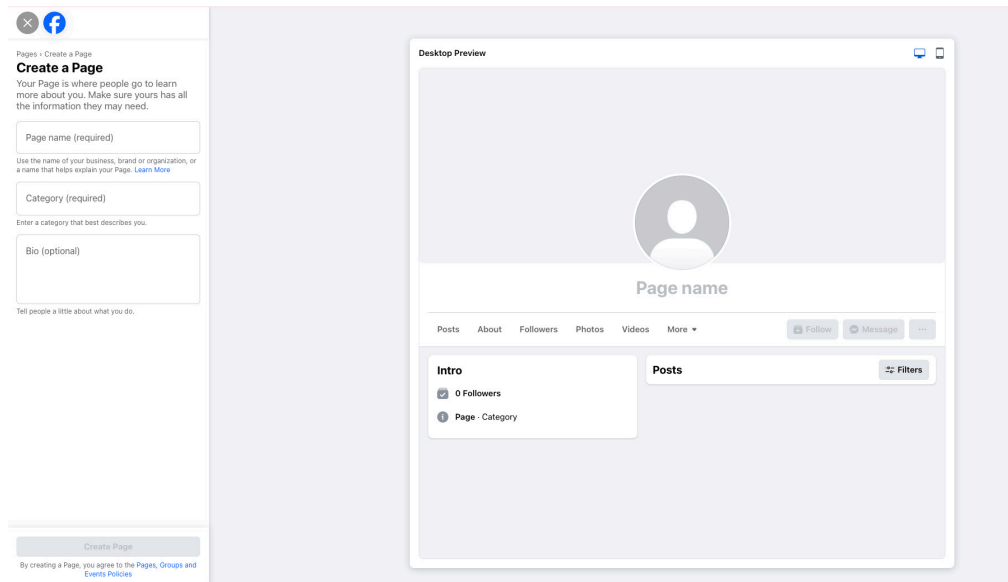 Pages › Create a Page
Create a Page
Your Page is where people go to learn
more about you. Make sure yours has all
the information they may need.
Page name (required)
Use the name of your business, brand or organization, or
a name that helps explain your Page. Learn More
Category (required)
Enter a category that best describes you.
Bio (optional)
Tell people a little about what you do.
Create Page
By creating a Page, you agree to the Pages, Groups and
Events Policies
Desktop Preview
Page name
Posts About Followers Photos Videos More Follow Message ...
Intro
0 Followers
Page · Category
Posts Filters